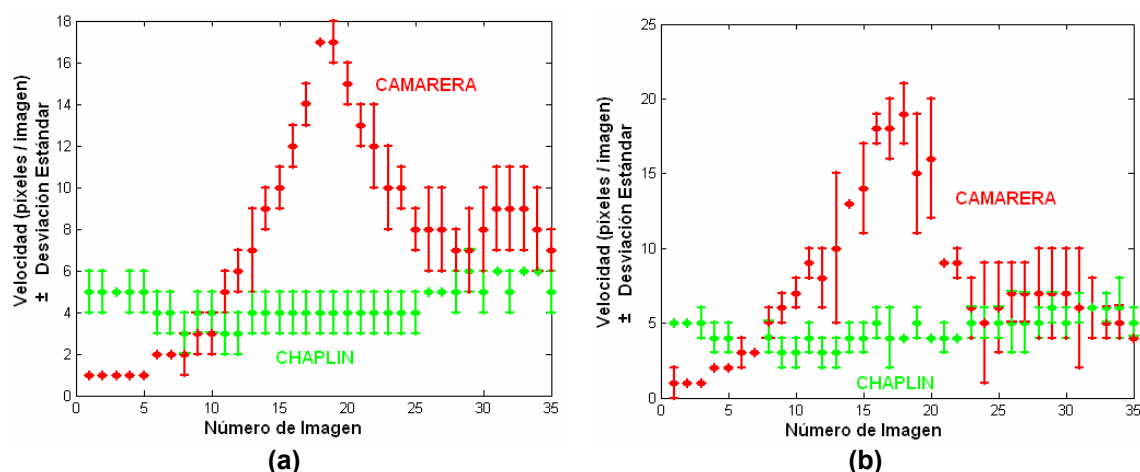 18
16
14
12
10
8
6
4
2
0
0
5
10
15
20
25
30
35
Velocidad (pixeles / imagen)
± Desviación Estándar
CAMARERA
CHAPLIN
Número de Imagen
(a)
25
20
15
10
5
0
0
5
10
15
20
25
30
35
Velocidad (píxeles / imagen)
± Desviación Estándar
CAMARERA
CHAPLIN
Número de Imagen
(b)